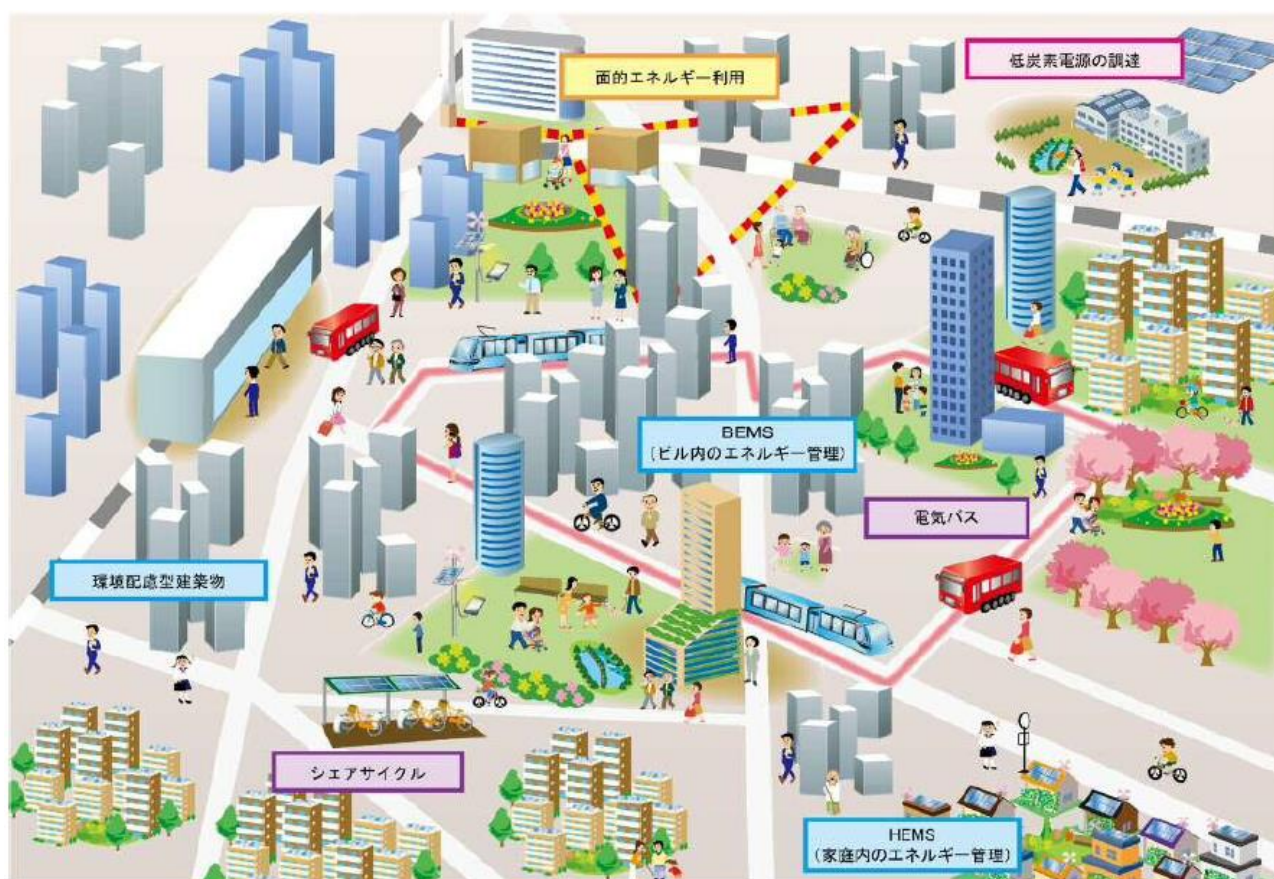 面的エネルギー利用
低炭素電源の調達
BEMS
(ビル内のエネルギー管理)
電気バス
環境配慮型建築物
シェアサイクル
HEMS
(家庭内のエネルギー管理)